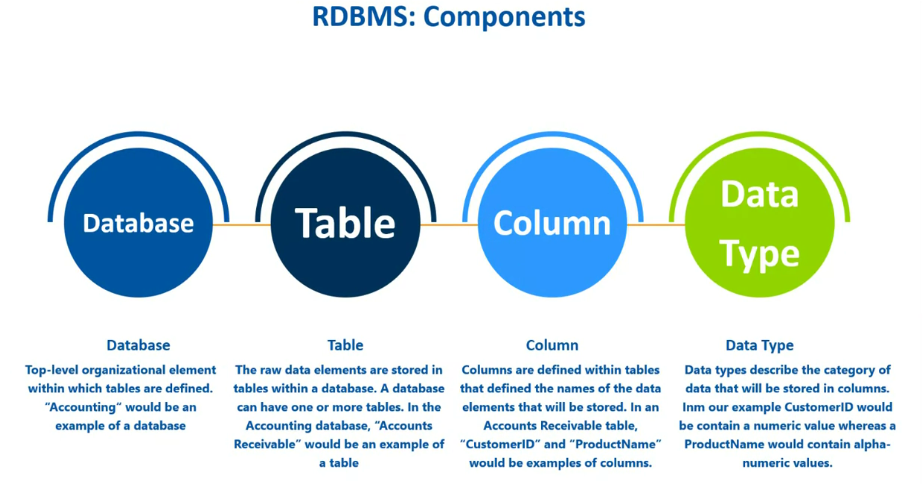 RDBMS: Components
Database
Table
Column
Data
Type
Database
Top-level organizational element
within which tables are defined.
“Accounting” would be an
example of a database
Table
The raw data elements are stored in
tables within a database. A database
can have one or more tables. In the
Accounting database, “Accounts
Receivable” would be an example of
a table
Column
Columns are defined within tables
that defined the names of the data
elements that will be stored. In an
Accounts Receivable table,
“CustomerID” and “ProductName”
would be examples of columns.
Data Type
Data types describe the category of
data that will be stored in columns.
Inm our example CustomerID would
be contain a numeric value whereas a
ProductName would contain alpha-
numeric values.